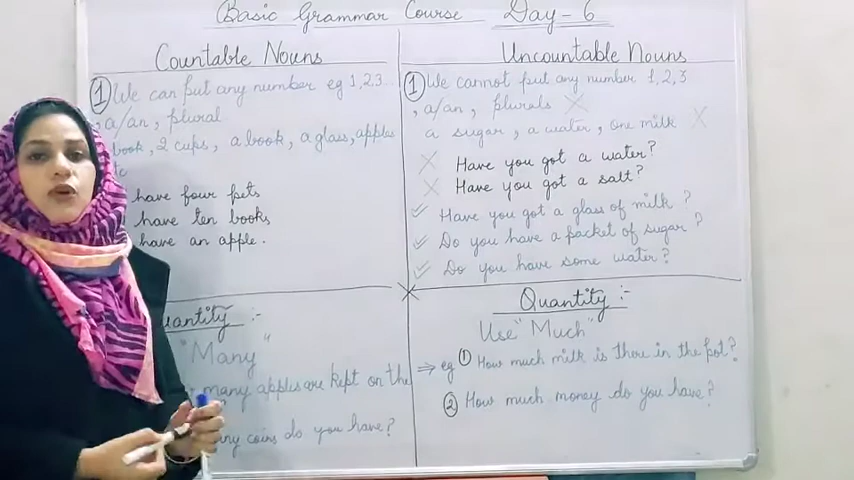 Basic Grammar Course Day - 6
Countable Nouns
① We can put any number eg 1,2,3...
, a/an, plural
book, 2 cups, a book, a glass, apples
tc
have four pets
have ten books
have an apple.
Quantity :-
"Many"
many apples are kept on the
ny coins do you have?
Uncountable Nouns
① We cannot put any number 1,2,3
, a/an, plurals X
a sugar, a water, one milk X
X Have you got a water?
X Have you got a salt?
✓ Have you got a glass of milk ?
✓ Do you have a packet of sugar ?
✓ Do you have some water?
Quantity :-
Use "Much"
⇒ eg ① How much milk is there in the pot?
② How much money do you have?